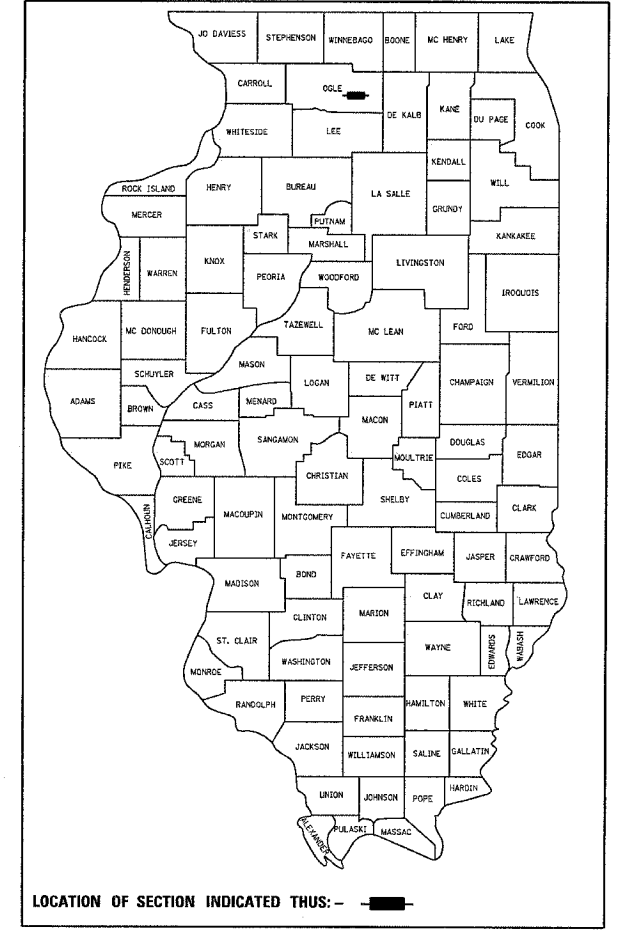 JO DAVIESS
STEPHENSON
WINNEBAGO
BOONE
MC HENRY
LAKE
CARROLL
OGLE
DE KALB
KANE
DU PAGE
COOK
WHITESIDE
LEE
KENDALL
WILL
ROCK ISLAND
HENRY
BUREAU
LA SALLE
GRUNDY
MERCER
PUTNAM
STARK
MARSHALL
KANKAKEE
HENDERSON
WARREN
KNOX
PEORIA
WOODFORD
LIVINGSTON
IROQUOIS
HANCOCK
MC DONOUGH
FULTON
TAZEWELL
MC LEAN
FORD
SCHUYLER
MASON
LOGAN
DE WITT
CHAMPAIGN
VERMILION
ADAMS
BROWN
CASS
MENARD
MACON
PIATT
PIKE
SCOTT
MORGAN
SANGAMON
MOULTRIE
DOUGLAS
EDGAR
CHRISTIAN
COLES
SHELBY
CALHOUN
GREENE
MACOUPIN
MONTGOMERY
CUMBERLAND
CLARK
JERSEY
FAYETTE
EFFINGHAM
JASPER
CRAWFORD
MADISON
BOND
CLAY
RICHLAND
LAWRENCE
CLINTON
MARION
ST. CLAIR
WAYNE
EDWARDS
WABASH
MONROE
WASHINGTON
JEFFERSON
RANDOLPH
PERRY
HAMILTON
WHITE
FRANKLIN
JACKSON
WILLIAMSON
SALINE
GALLATIN
UNION
JOHNSON
POPE
HARDIN
ALEXANDER
PULASKI
MASSAC
LOCATION OF SECTION INDICATED THUS: –